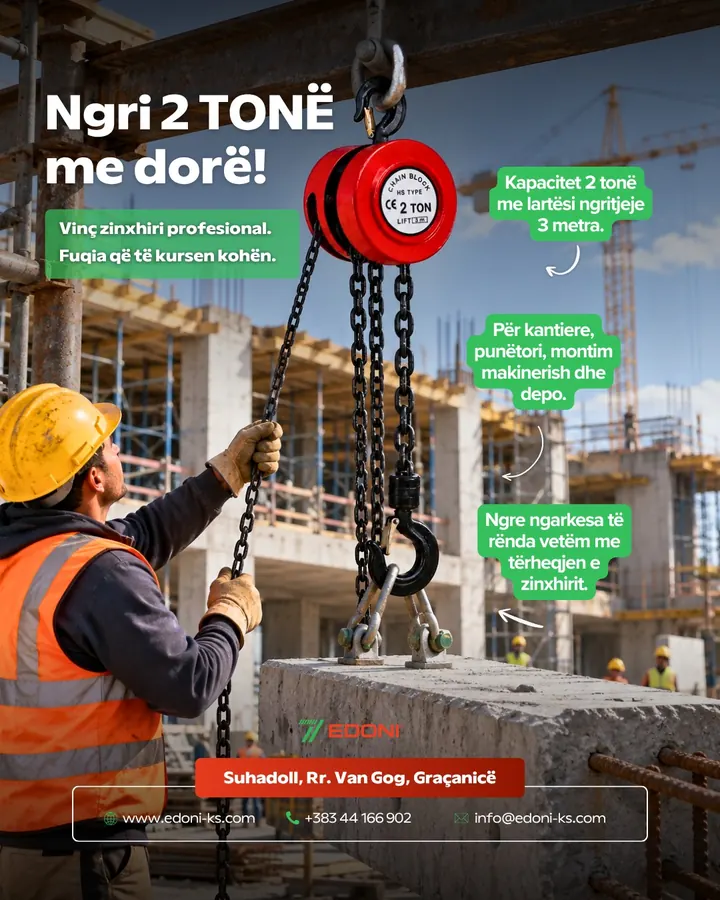 Ngri 2 TONË
me dorë!
Vinç zinxhiri profesional.
Fuqia që të kursen kohën.
CHAIN BLOCK
HS TYPE
CE 2 TON
LIFT 3 m
Kapacitet 2 tonë
me lartësi ngritjeje
3 metra.
Për kantiere,
punëtori, montim
makinerish dhe
depo.
Ngre ngarkesa të
rënda vetëm me
tërheqjen e
zinxhirit.
EDONI
Suhadoll, Rr. Van Gog, Graçanicë
www.edoni-ks.com
+383 44 166 902
info@edoni-ks.com